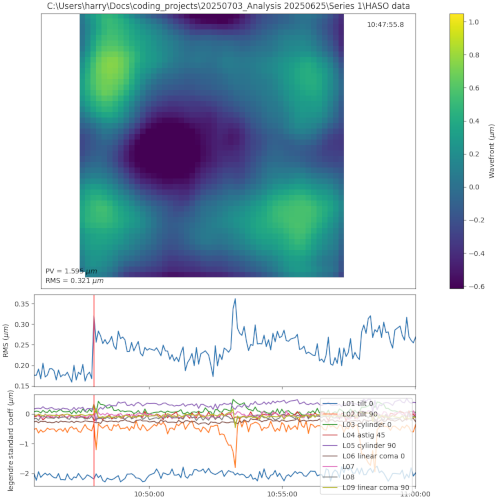 C:\Users\harry\Docs\coding_projects\20250703_Analysis 20250625\Series 1\HASO data
10:47:55.8
PV = 1.599 μm
RMS = 0.321 μm
1.0
0.8
0.6
0.4
0.2
0.0
−0.2
−0.4
−0.6
Wavefront (μm)
0.35
0.30
0.25
0.20
0.15
RMS (μm)
0
−1
−2
legendre standard coeff (μm)
L01 tilt 0
L02 tilt 90
L03 cylinder 0
L04 astig 45
L05 cylinder 90
L06 linear coma 0
L07
L08
L09 linear coma 90
10:50:00
10:55:00
11:00:00